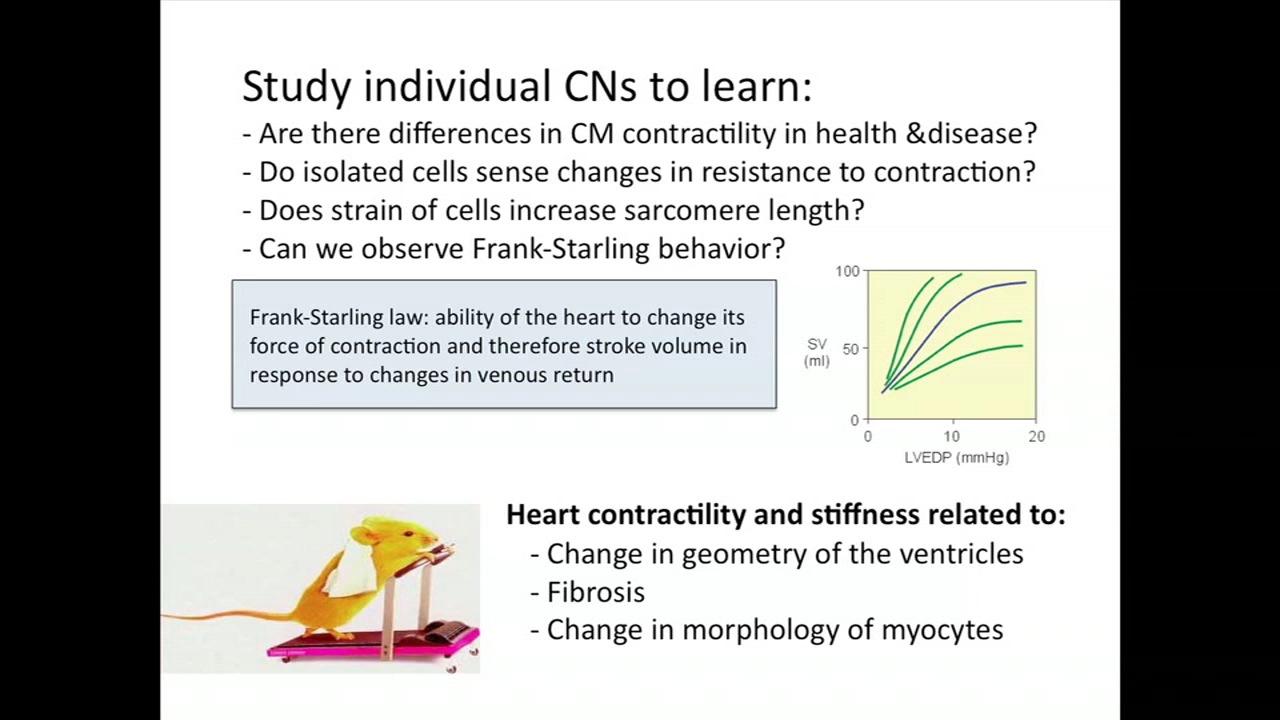 Study individual CNs to learn:
- Are there differences in CM contractility in health &disease?
- Do isolated cells sense changes in resistance to contraction?
- Does strain of cells increase sarcomere length?
- Can we observe Frank-Starling behavior?
Frank-Starling law: ability of the heart to change its
force of contraction and therefore stroke volume in
response to changes in venous return
100
SV
(ml)
50
0
0 10 20
LVEDP (mmHg)
Heart contractility and stiffness related to:
- Change in geometry of the ventricles
- Fibrosis
- Change in morphology of myocytes